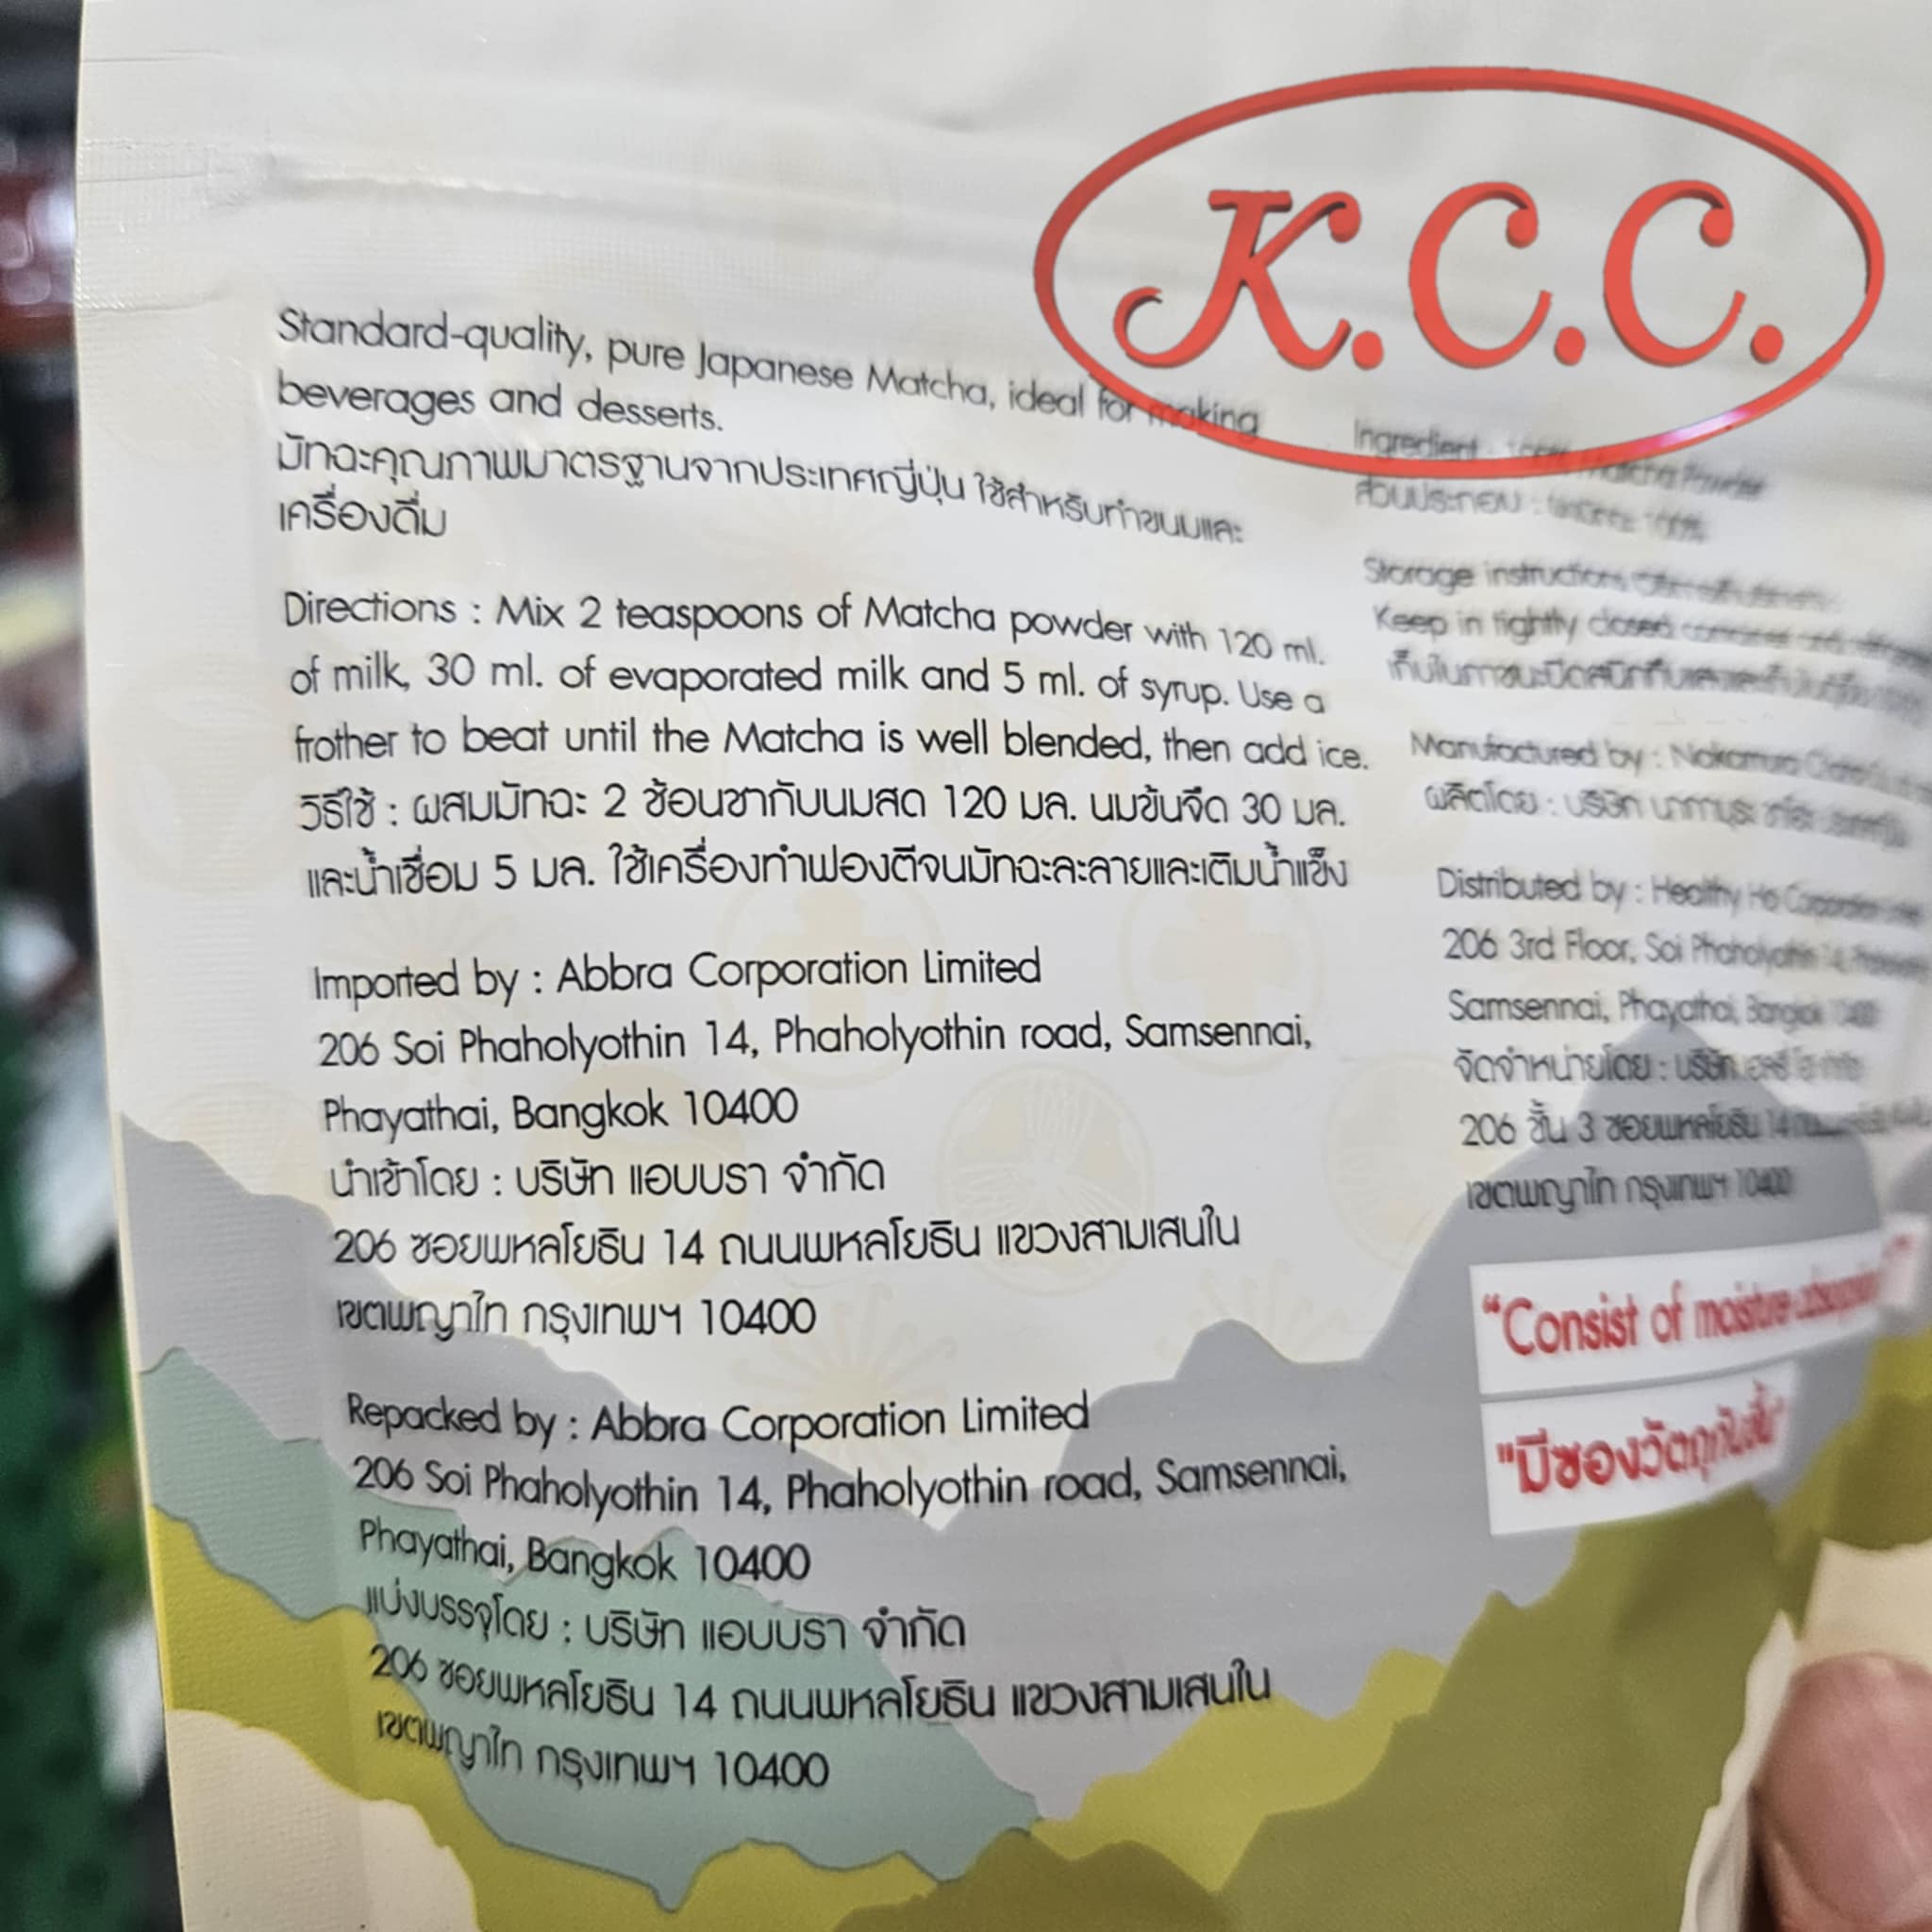 K.C.C.
Standard-quality, pure Japanese Matcha, ideal for making
beverages and desserts.
มัทฉะคุณภาพมาตรฐานจากประเทศญี่ปุ่น ใช้สำหรับทำขนมและ
เครื่องดื่ม
Directions : Mix 2 teaspoons of Matcha powder with 120 ml.
of milk, 30 ml. of evaporated milk and 5 ml. of syrup. Use a
frother to beat until the Matcha is well blended, then add ice.
วิธีใช้ : ผสมมัทฉะ 2 ช้อนชากับนมสด 120 มล. นมข้นจืด 30 มล.
และน้ำเชื่อม 5 มล. ใช้เครื่องทำฟองตีจนมัทฉะละลายและเติมน้ำแข็ง
Imported by : Abbra Corporation Limited
206 Soi Phaholyothin 14, Phaholyothin road, Samsennai,
Phayathai, Bangkok 10400
นำเข้าโดย : บริษัท แอบบรา จำกัด
206 ซอยพหลโยธิน 14 ถนนพหลโยธิน แขวงสามเสนใน
เขตพญาไท กรุงเทพฯ 10400
Repacked by : Abbra Corporation Limited
206 Soi Phaholyothin 14, Phaholyothin road, Samsennai,
Phayathai, Bangkok 10400
แบ่งบรรจุโดย : บริษัท แอบบรา จำกัด
206 ซอยพหลโยธิน 14 ถนนพหลโยธิน แขวงสามเสนใน
เขตพญาไท กรุงเทพฯ 10400
Ingredient : 100% Matcha Powder
ส่วนประกอบ : 100%
Storage instructions
Keep in tightly closed
Manufactured by : Nakamura
ผลิตโดย : บริษัท นากามูระ
Distributed by : Healthy Ho Corporation
206 3rd Floor, Soi Phaholyothin 14,
Samsennai, Phayathai, Bangkok 10400
จัดจำหน่ายโดย : บริษัท
206 ชั้น 3 ซอยพหลโยธิน 14
เขตพญาไท กรุงเทพฯ 10400
"Consist of moisture
"มีซองวัตถุกันชื้น"